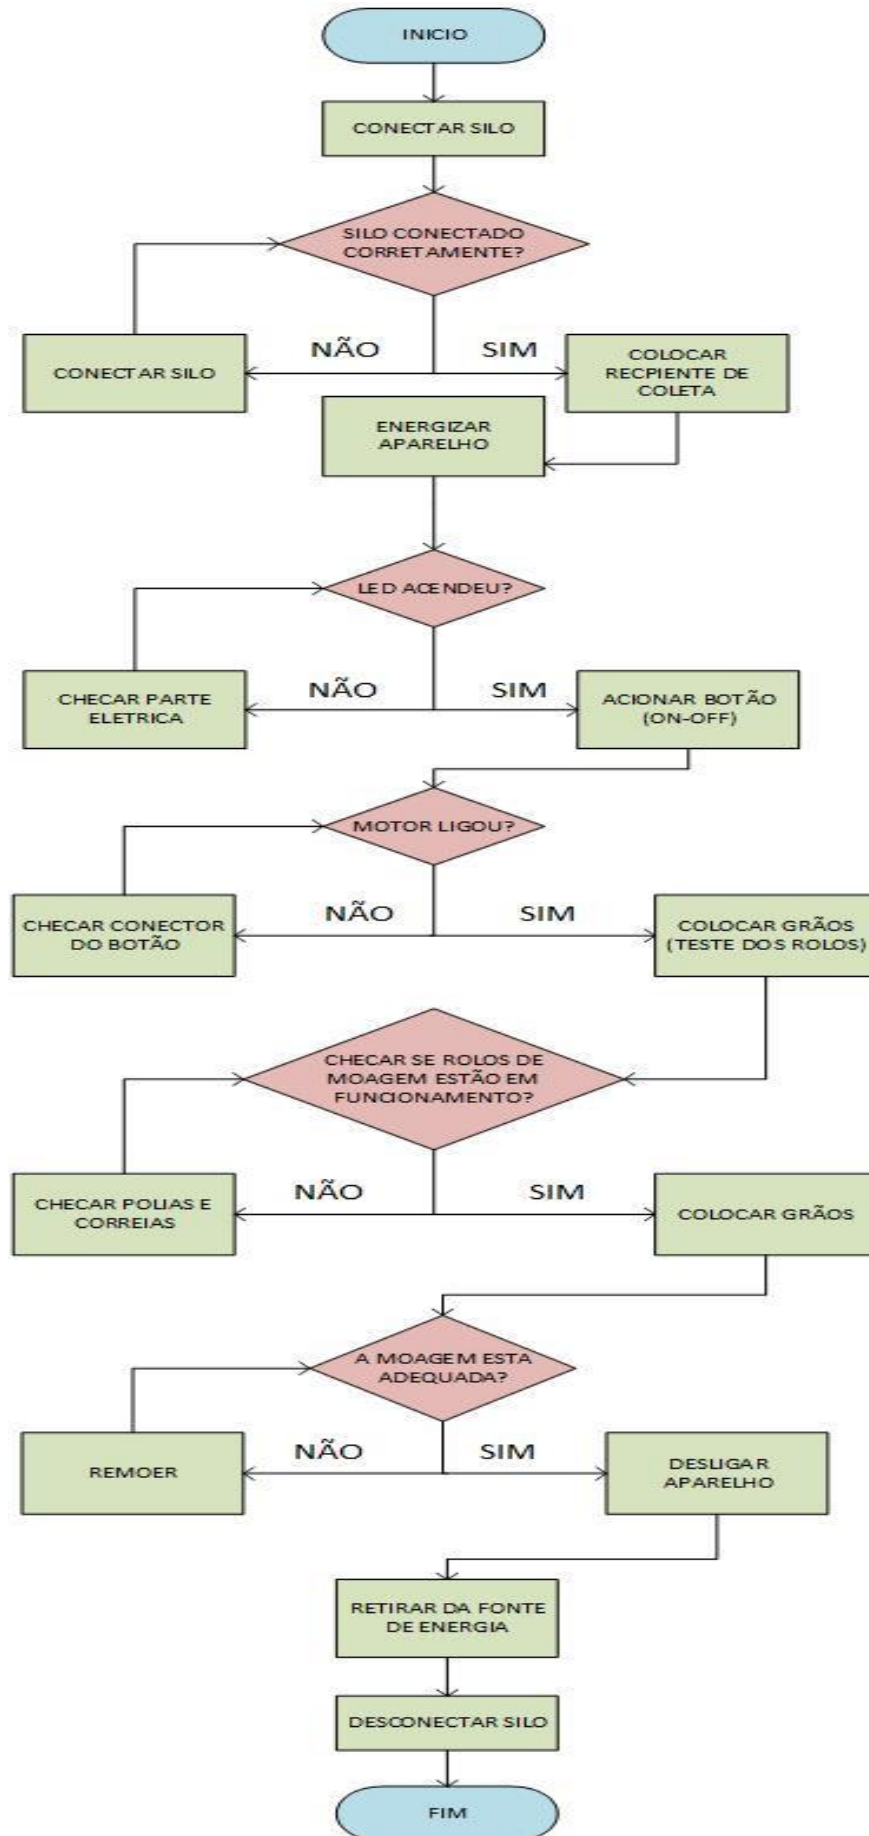 INICIO
CONECTAR SILO
SILO CONECTADO
CORRETAMENTE?
NÃO
SIM
CONECTAR SILO
COLOCAR
RECPIENTE DE
COLETA
ENERGIZAR
APARELHO
LED ACENDEU?
NÃO
SIM
CHECAR PARTE
ELETRICA
ACIONAR BOTÃO
(ON-OFF)
MOTOR LIGOU?
NÃO
SIM
CHECAR CONECTOR
DO BOTÃO
COLOCAR GRÃOS
(TESTE DOS ROLOS)
CHECAR SE ROLOS DE
MOAGEM ESTÃO EM
FUNCIONAMENTO?
NÃO
SIM
CHECAR POLIAS E
CORREIAS
COLOCAR GRÃOS
A MOAGEM ESTA
ADEQUADA?
NÃO
SIM
REMOER
DESLIGAR
APARELHO
RETIRAR DA FONTE
DE ENERGIA
DESCONECTAR SILO
FIM